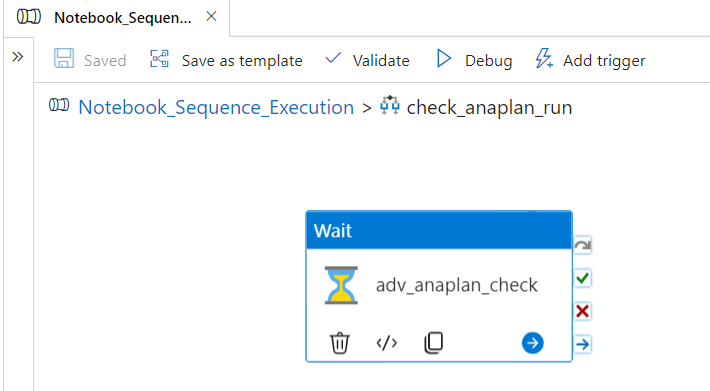 Notebook_Sequen...
Saved Save as template Validate Debug Add trigger
Notebook_Sequence_Execution > check_anaplan_run
Wait
adv_anaplan_check